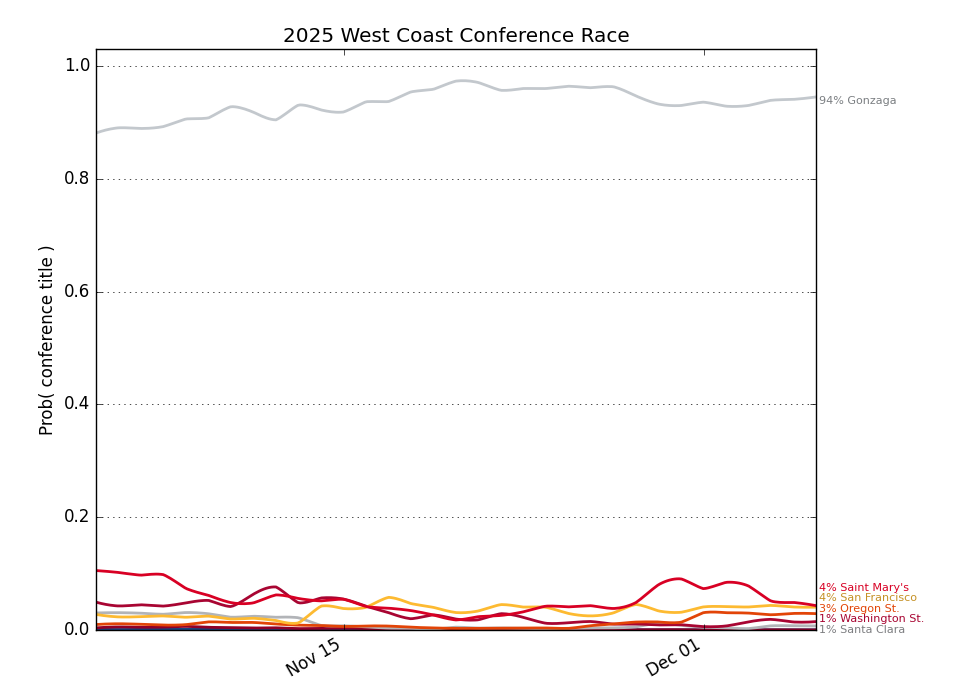 2025 West Coast Conference Race
Prob( conference title )
1.0
0.8
0.6
0.4
0.2
0.0
Nov 15
Dec 01
94% Gonzaga
4% Saint Mary's
4% San Francisco
3% Oregon St.
1% Washington St.
1% Santa Clara